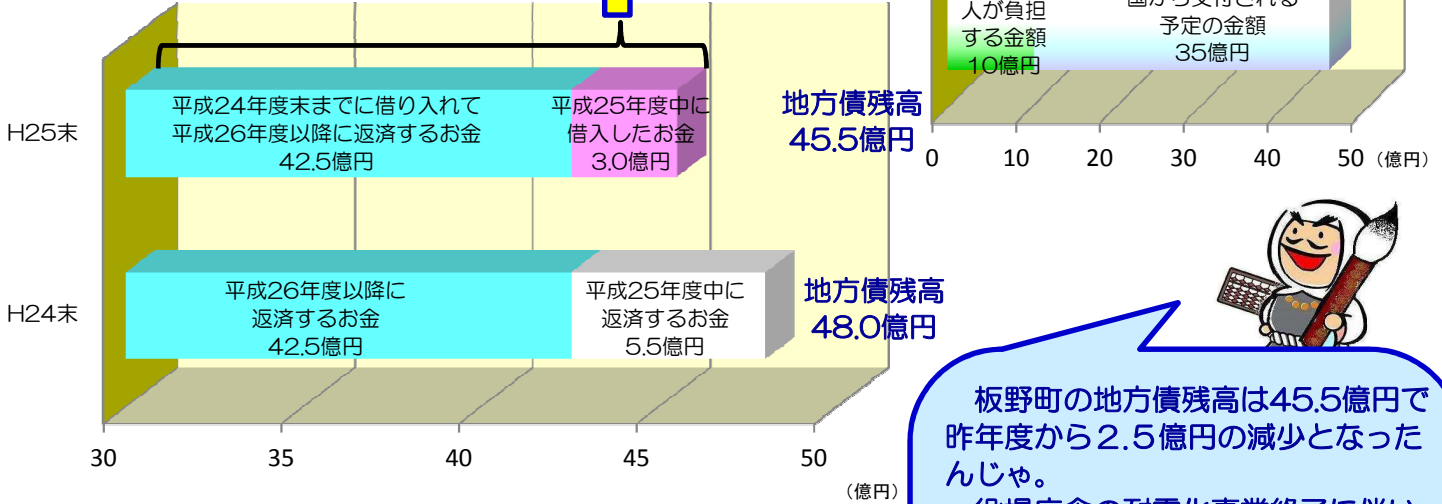 H25末
平成24年度末までに借り入れて
平成26年度以降に返済するお金
42.5億円
平成25年度中に
借入したお金
3.0億円
地方債残高
45.5億円
H24末
平成26年度以降に
返済するお金
42.5億円
平成25年度中に
返済するお金
5.5億円
地方債残高
48.0億円
30
35
40
45
50
(億円)
人が負担
する金額
10億円
国から交付される
予定の金額
35億円
0
10
20
30
40
50
(億円)
板野町の地方債残高は45.5億円で
昨年度から2.5億円の減少となった
んじゃ。